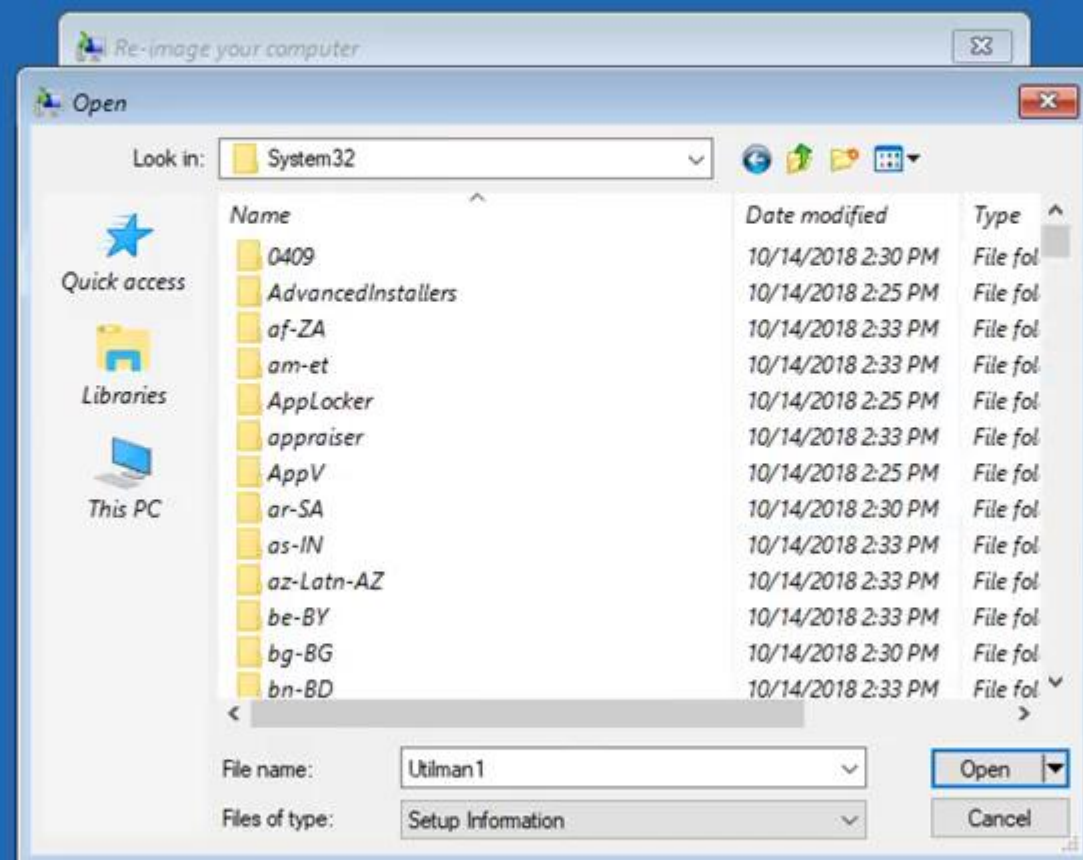 Re-image your computer
Open
Look in: System32
Name Date modified Type
0409 10/14/2018 2:30 PM File fol
AdvancedInstallers 10/14/2018 2:25 PM File fol
af-ZA 10/14/2018 2:33 PM File fol
am-et 10/14/2018 2:33 PM File fol
AppLocker 10/14/2018 2:25 PM File fol
appraiser 10/14/2018 2:33 PM File fol
AppV 10/14/2018 2:25 PM File fol
ar-SA 10/14/2018 2:30 PM File fol
as-IN 10/14/2018 2:33 PM File fol
az-Latn-AZ 10/14/2018 2:33 PM File fol
be-BY 10/14/2018 2:33 PM File fol
bg-BG 10/14/2018 2:30 PM File fol
bn-BD 10/14/2018 2:33 PM File fol
Quick access
Libraries
This PC
File name: Utilman1 Open
Files of type: Setup Information Cancel